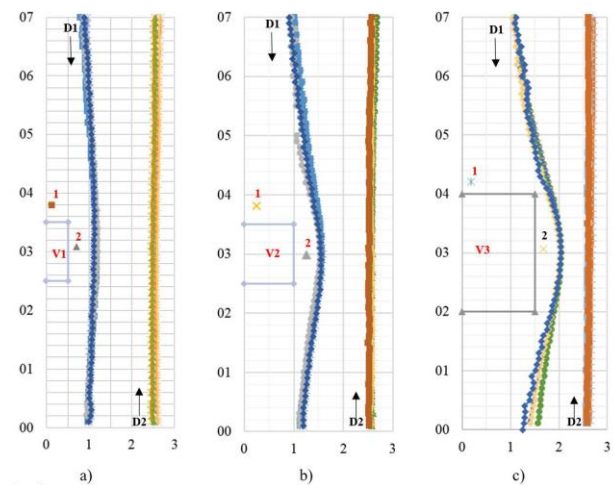 07 D1 07 D1 07 D1
06 06 06
05 05 05
04 1 04 1 04 1
2 2 2
03 V1 03 V2 03 V3
02 02 02
01 01 01
00 D2 00 D2 00 D2
0 1 2 3 0 1 2 3 0 1 2 3
a) b) c)